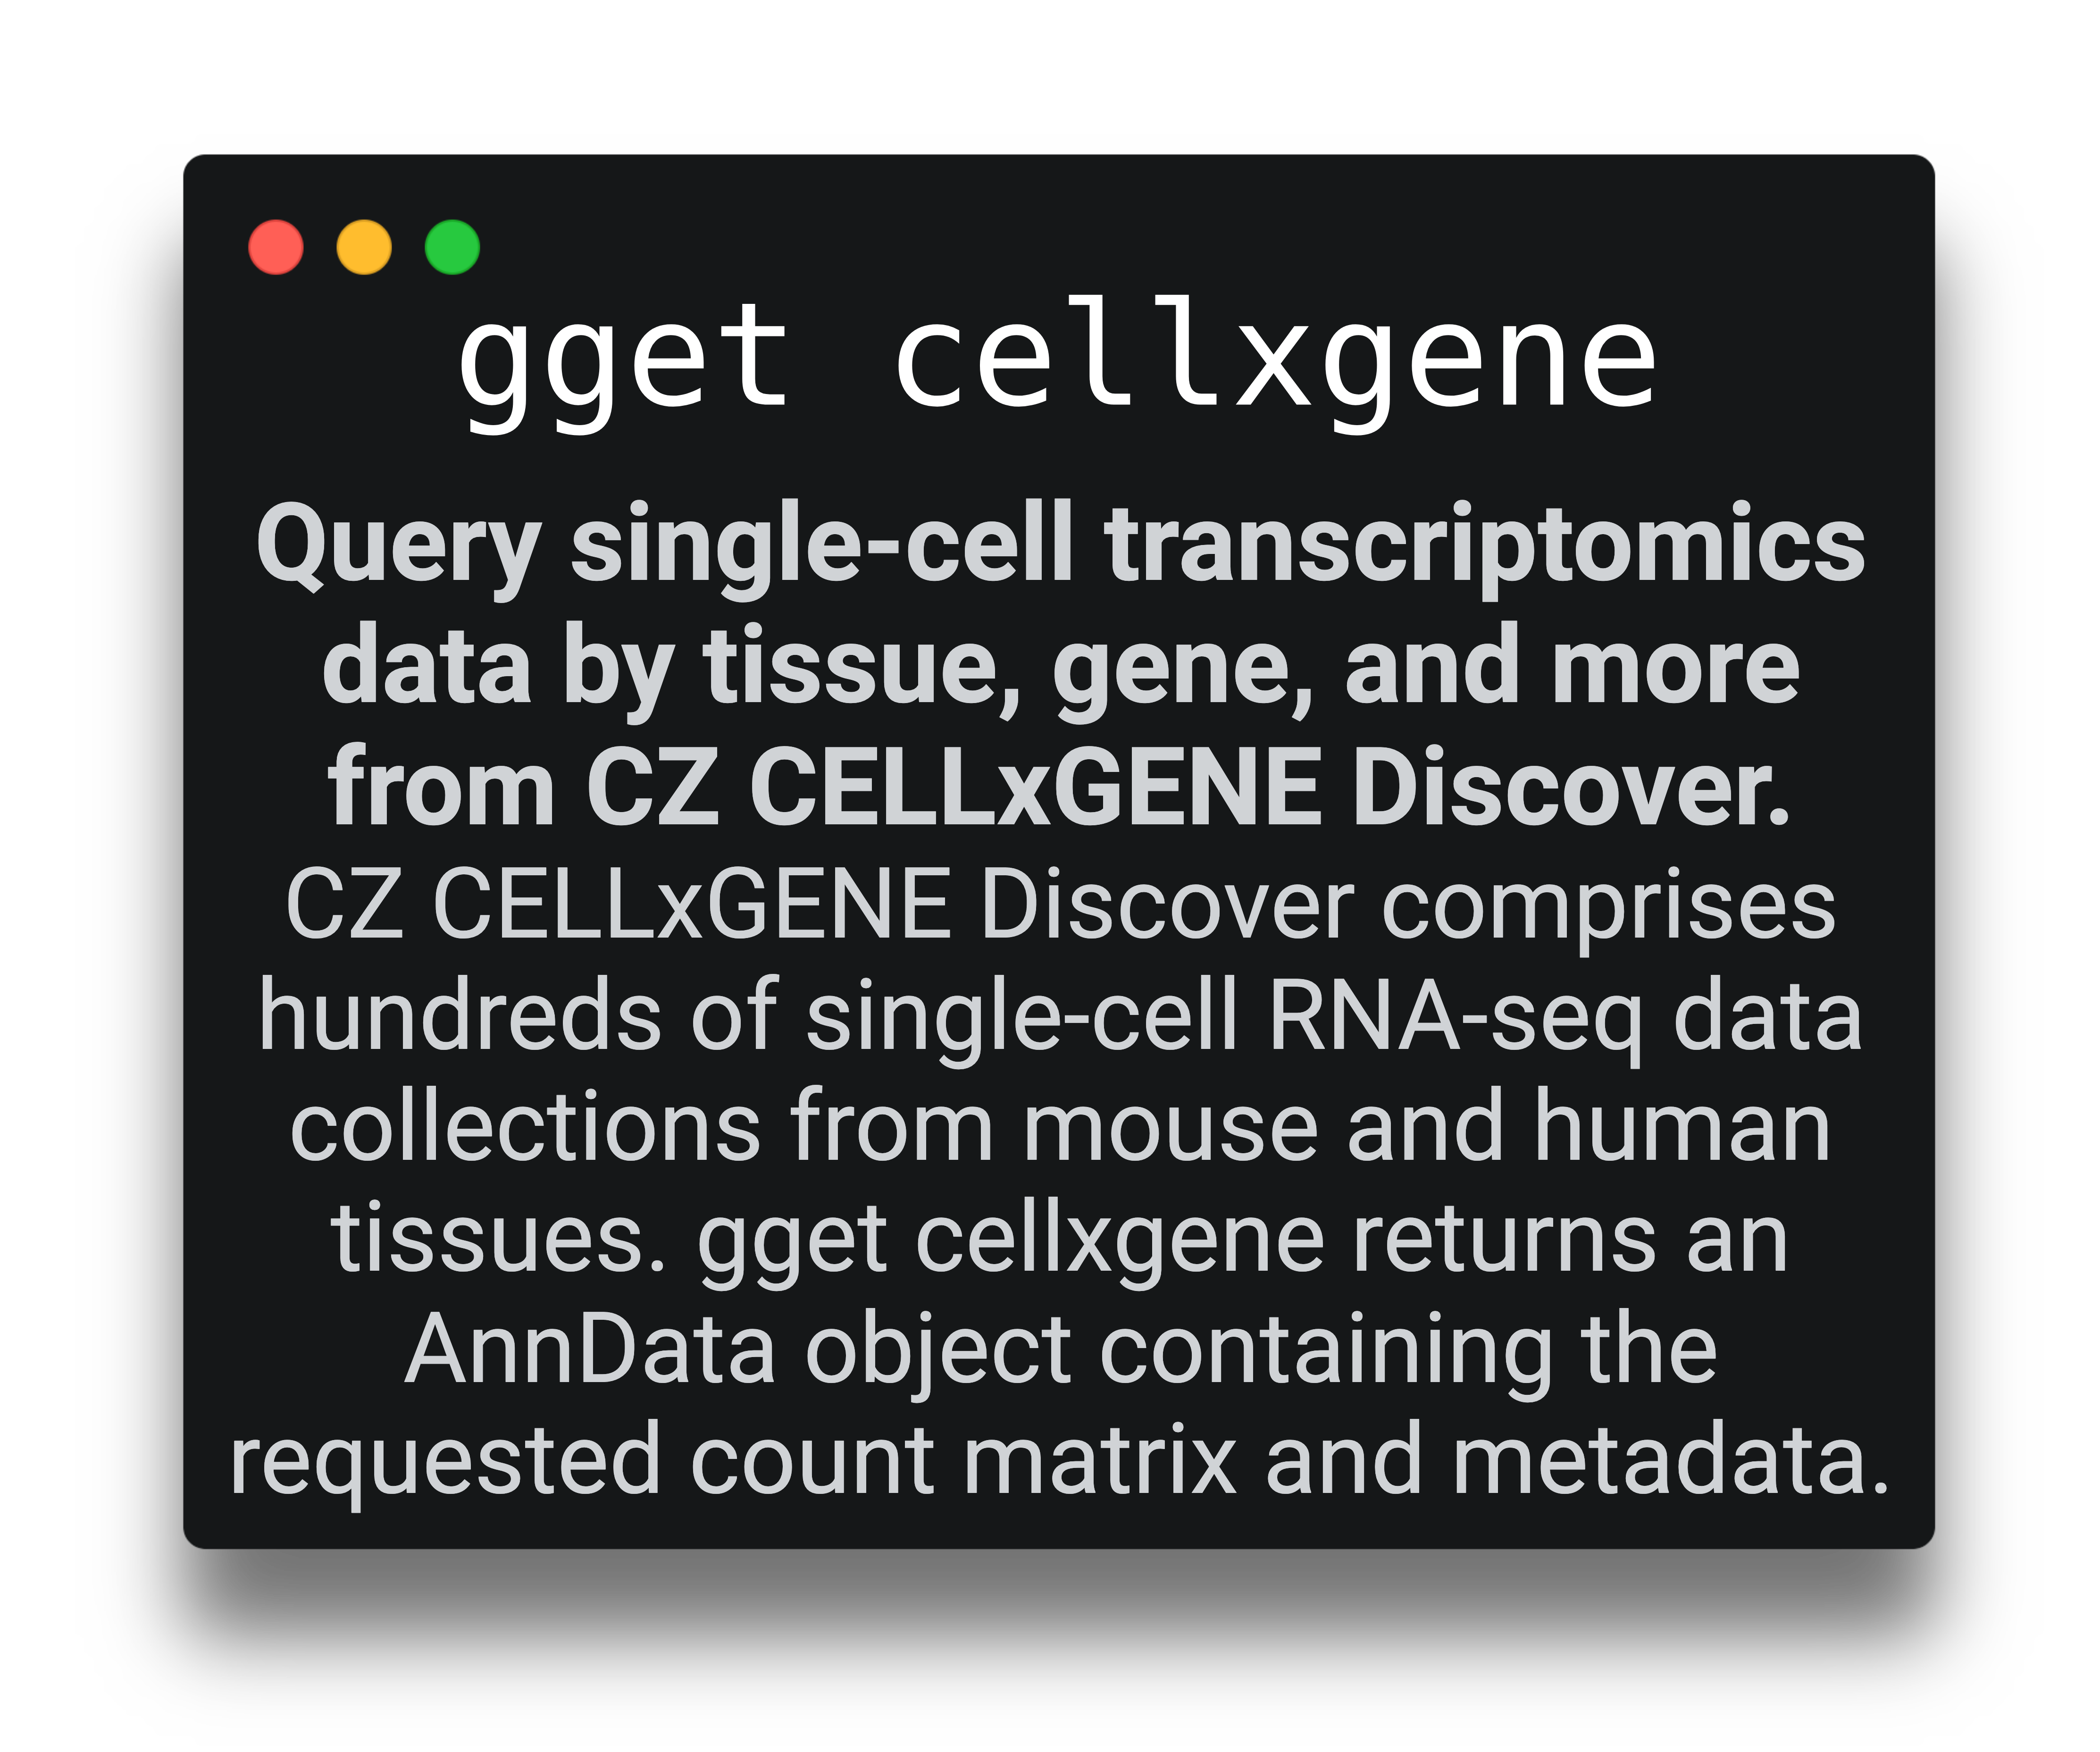 gget cellxgene
Query single-cell transcriptomics
data by tissue, gene, and more
from CZ CELLxGENE Discover.
CZ CELLxGENE Discover comprises
hundreds of single-cell RNA-seq data
collections from mouse and human
tissues. gget cellxgene returns an
AnnData object containing the
requested count matrix and metadata.